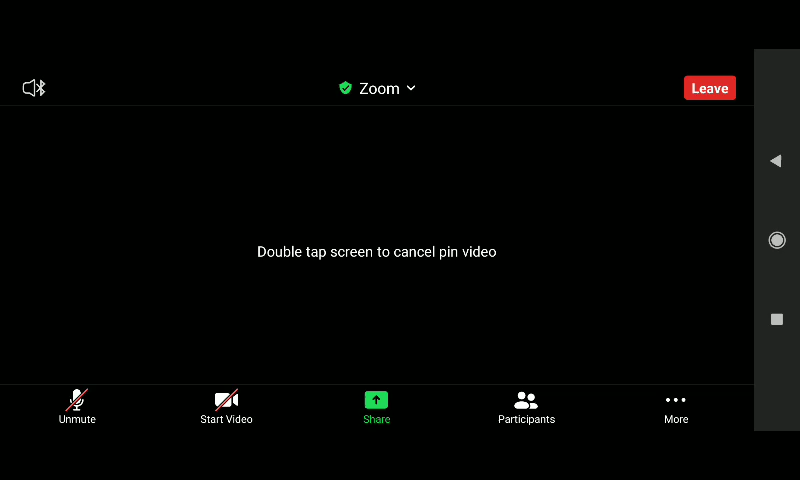 Zoom
Leave
Double tap screen to cancel pin video
Unmute
Start Video
Share
Participants
More